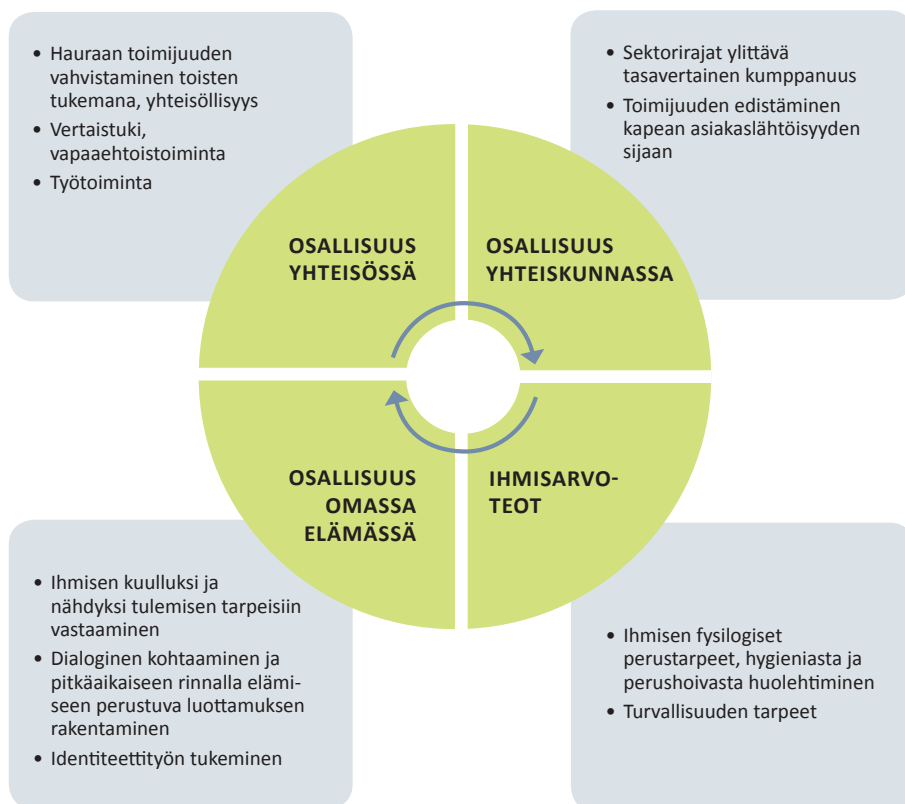 • Hauraan toimijuuden
vahvistaminen toisten
tukemana, yhteisöllisyys
• Vertaistuki,
vapaaehtoistoiminta
• Työtoiminta
• Sektorirajat ylittävä
tasavertainen kumppanuus
• Toimijuuden edistäminen
kapean asiakaslähtöisyyden
sijaan
OSALLISUUS
YHTEISÖSSÄ
OSALLISUUS
YHTEISKUNNASSA
OSALLISUUS
OMASSA
ELÄMÄSSÄ
IHMISARVO-
TEOT
• Ihmisen kuulluksi ja
nähdyksi tulemisen tarpeisiin
vastaaminen
• Dialoginen kohtaaminen ja
pitkäaikaiseen rinnalla elämi-
seen perustuva luottamuksen
rakentaminen
• Identiteettityön tukeminen
• Ihmisen fysilogiset
perustarpeet, hygieniasta ja
perushoivasta huolehtiminen
• Turvallisuuden tarpeet